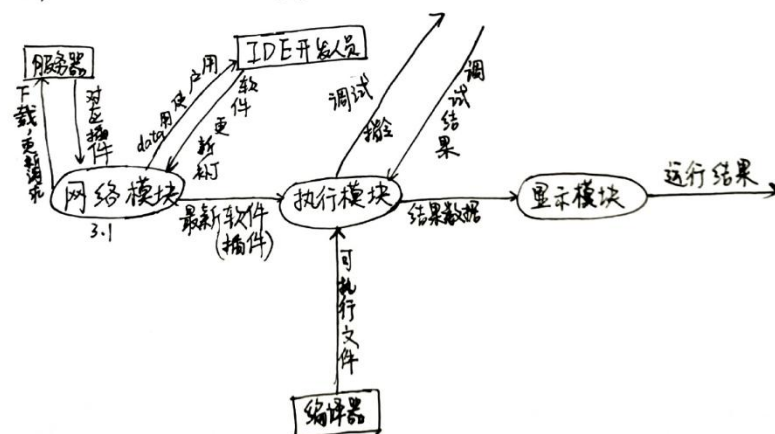 服务器
IDE开发人员
下载,更新请求
对应插件
用户使用data
软件更新补丁
调试指令
调试结果
网络模块
3.1
最新软件
(插件)
执行模块
结果数据
显示模块
运行结果
可执行文件
编译器